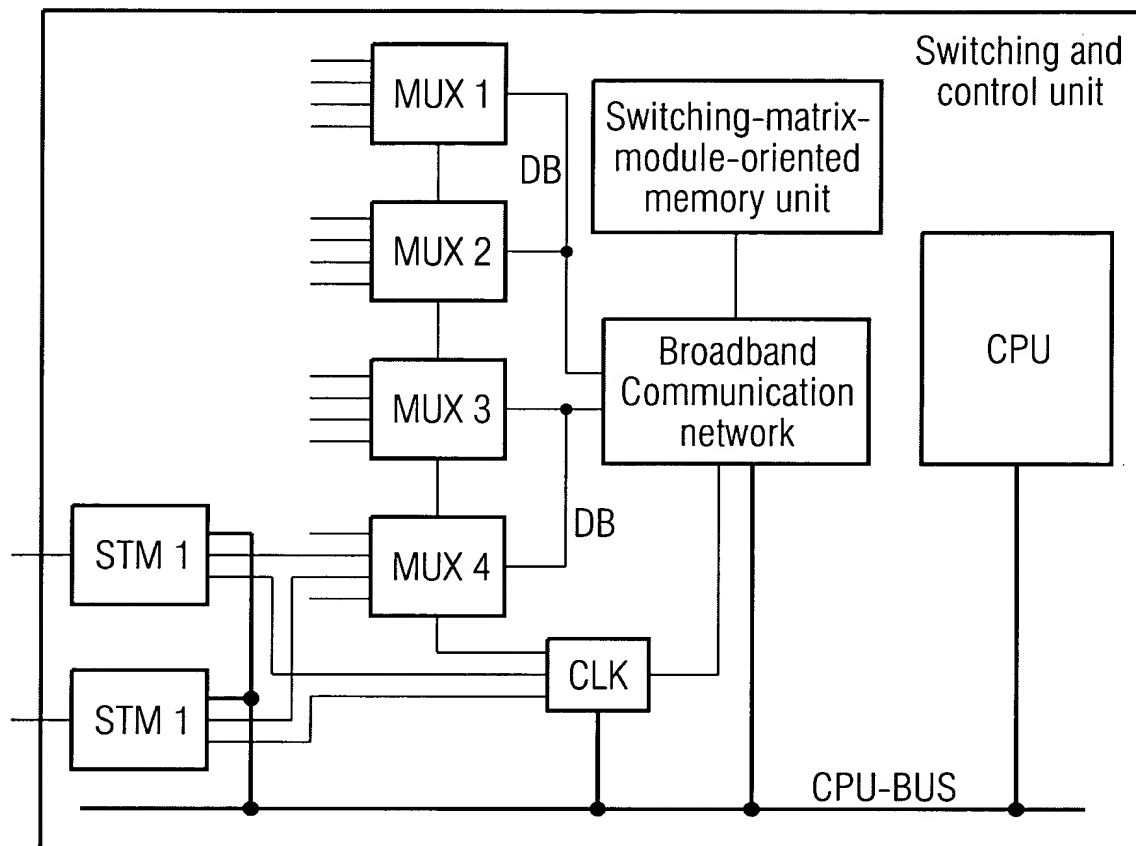 Switching and
control unit
MUX 1
DB
Switching-matrix-
module-oriented
memory unit
MUX 2
CPU
Broadband
Communication
network
MUX 3
DB
STM 1
MUX 4
CLK
STM 1
CPU-BUS